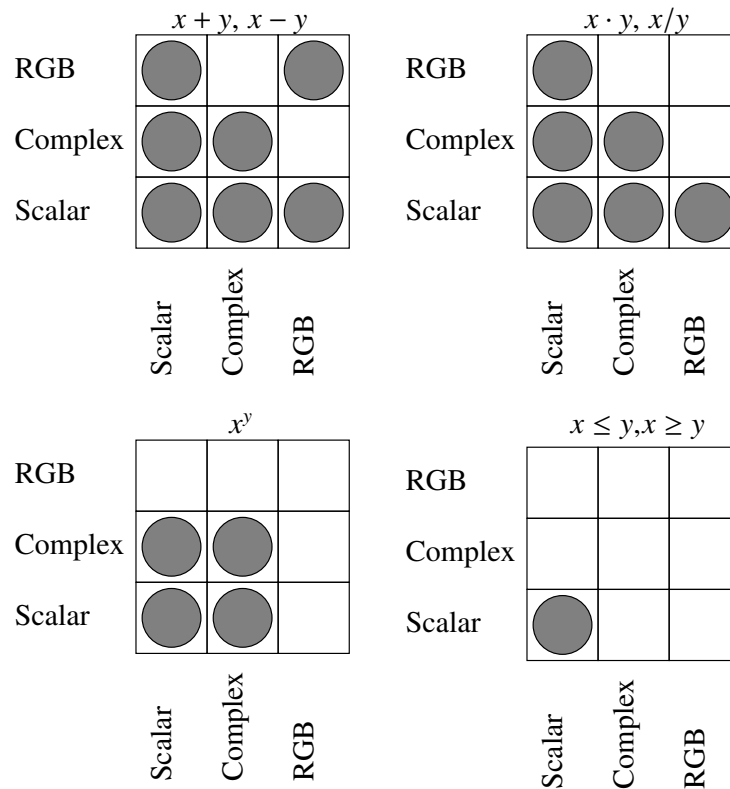 x + y, x − y
RGB
Complex
Scalar
Scalar
Complex
RGB
x · y, x/y
RGB
Complex
Scalar
Scalar
Complex
RGB
x^y
RGB
Complex
Scalar
Scalar
Complex
RGB
x ≤ y,x ≥ y
RGB
Complex
Scalar
Scalar
Complex
RGB